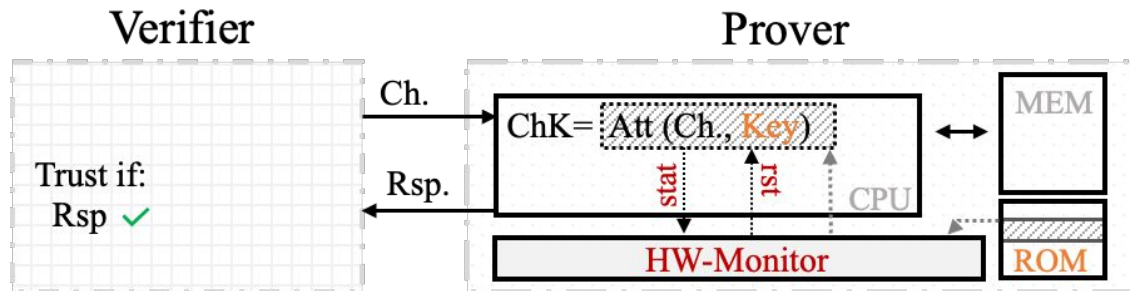 Verifier
Prover
Ch.
ChK= Att (Ch., Key)
MEM
Trust if:
Rsp ✓
Rsp.
stat
rst
CPU
HW-Monitor
ROM